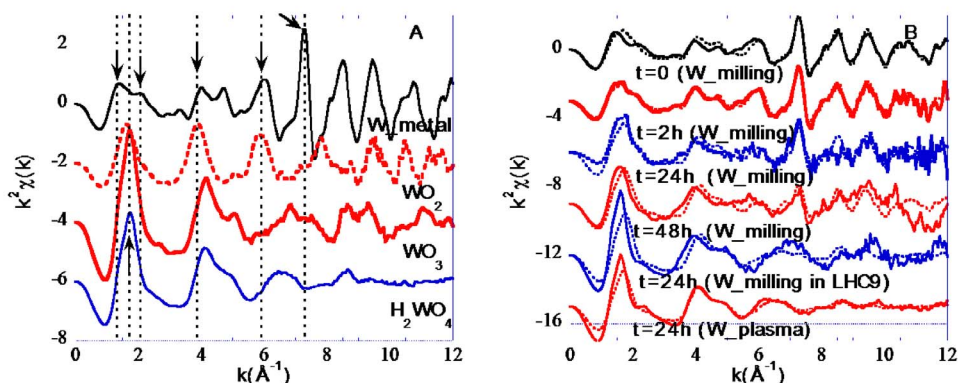 A
2
0
-2
-4
-6
-8
k²χ(k)
W_metal
WO₂
WO₃
H₂WO₄
0 2 4 6 8 10 12
k(Å⁻¹)
B
0
-4
-8
-12
-16
k²χ(k)
t=0 (W_milling)
t=2h (W_milling)
t=24h (W_milling)
t=48h (W_milling)
t=24h (W_milling in LHC9)
t=24h (W_plasma)
0 2 4 6 8 10 12
k(Å⁻¹)